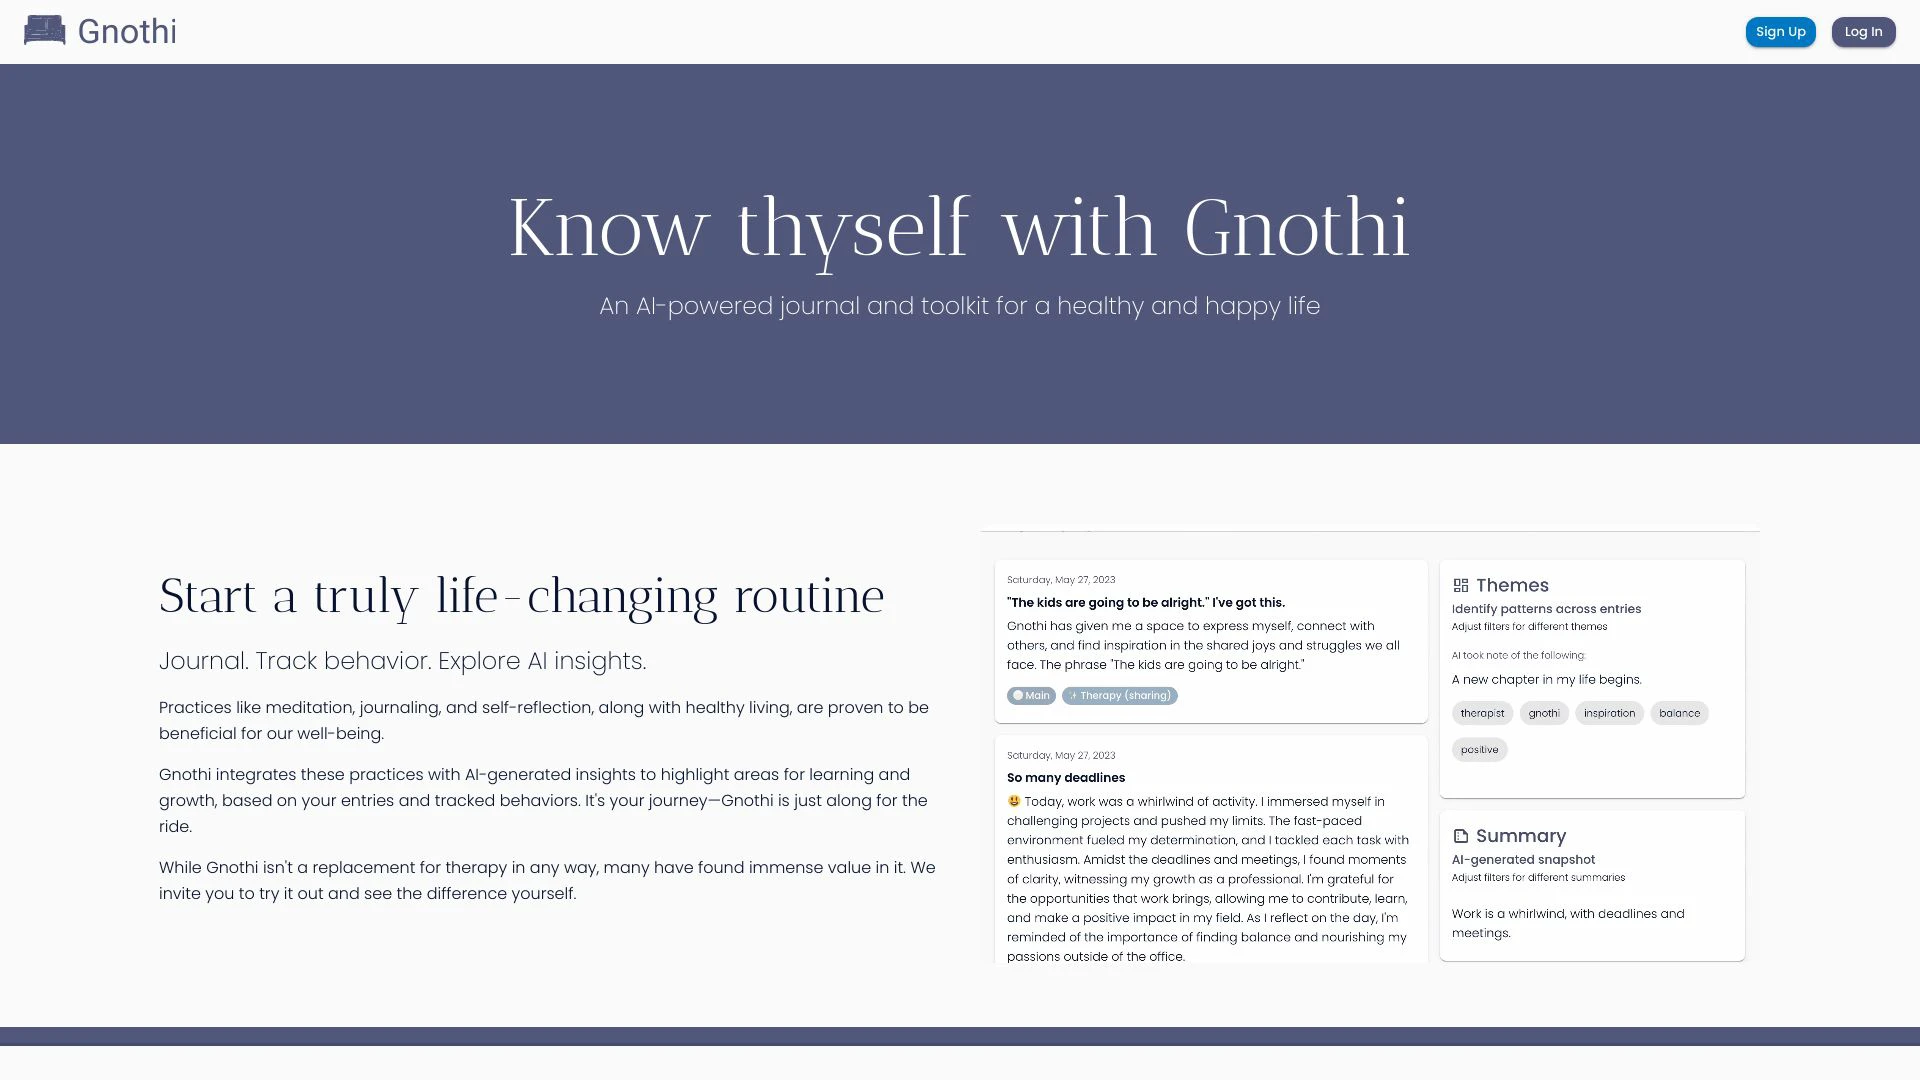 Gnothi
Sign Up
Log In
Know thyself with Gnothi
An AI-powered journal and toolkit for a healthy and happy life
Start a truly life-changing routine
Journal. Track behavior. Explore AI insights.
Practices like meditation, journaling, and self-reflection, along with healthy living, are proven to be
beneficial for our well-being.
Gnothi integrates these practices with AI-generated insights to highlight areas for learning and
growth, based on your entries and tracked behaviors. It's your journey—Gnothi is just along for the
ride.
While Gnothi isn't a replacement for therapy in any way, many have found immense value in it. We
invite you to try it out and see the difference yourself.
Saturday, May 27, 2023
"The kids are going to be alright." I've got this.
Gnothi has given me a space to express myself, connect with
others, and find inspiration in the shared joys and struggles we all
face. The phrase "The kids are going to be alright."
Main
Therapy (sharing)
Saturday, May 27, 2023
So many deadlines
😃 Today, work was a whirlwind of activity. I immersed myself in
challenging projects and pushed my limits. The fast-paced
environment fueled my determination, and I tackled each task with
enthusiasm. Amidst the deadlines and meetings, I found moments
of clarity, witnessing my growth as a professional. I'm grateful for
the opportunities that work brings, allowing me to contribute, learn,
and make a positive impact in my field. As I reflect on the day, I'm
reminded of the importance of finding balance and nourishing my
passions outside of the office.
Themes
Identify patterns across entries
Adjust filters for different themes
AI took note of the following:
A new chapter in my life begins.
therapist
gnothi
inspiration
balance
positive
Summary
AI-generated snapshot
Adjust filters for different summaries
Work is a whirlwind, with deadlines and
meetings.